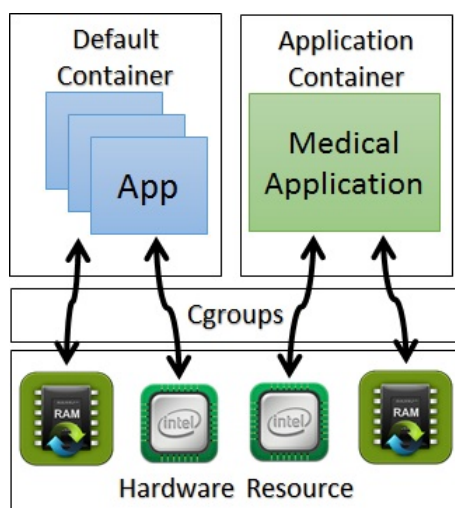 Default
Container
App
Application
Container
Medical
Application
Cgroups
RAM
intel
intel
RAM
Hardware Resource